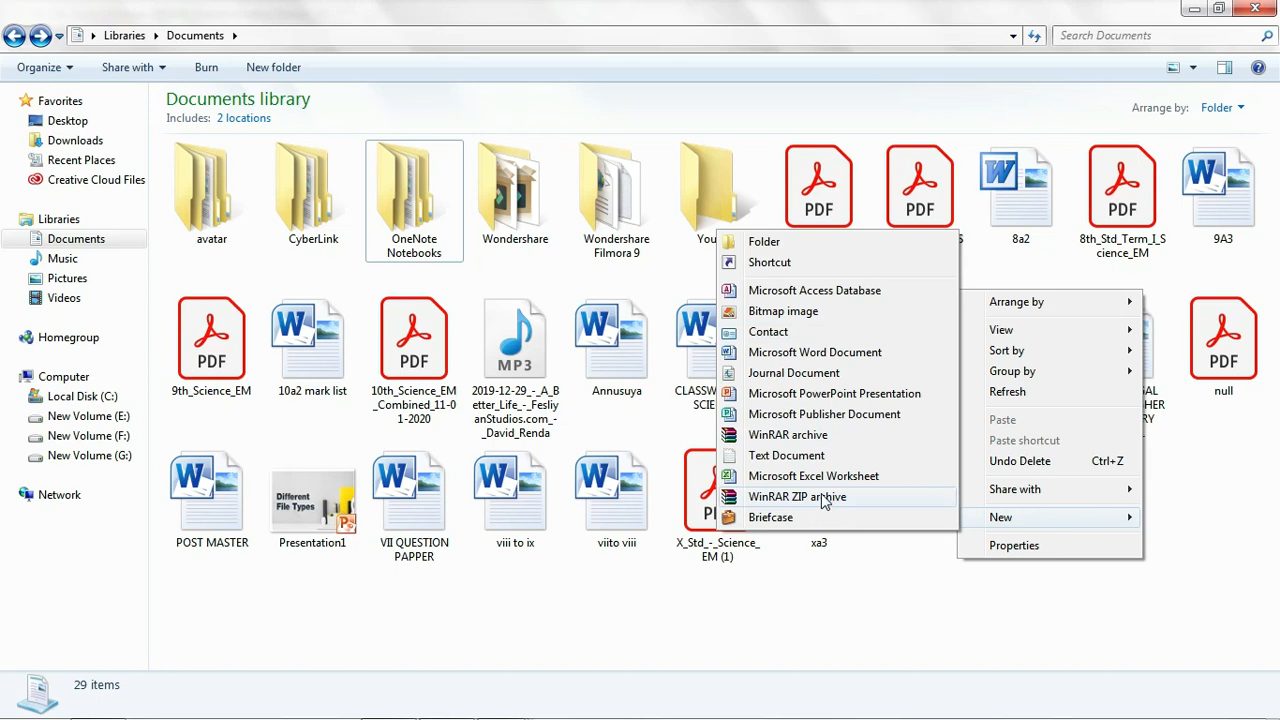 Libraries Documents
Search Documents
Organize Share with Burn New folder
Favorites
Desktop
Downloads
Recent Places
Creative Cloud Files
Libraries
Documents
Music
Pictures
Videos
Homegroup
Computer
Local Disk (C:)
New Volume (E:)
New Volume (F:)
New Volume (G:)
Network
Documents library
Includes: 2 locations
Arrange by: Folder
avatar
CyberLink
OneNote
Notebooks
Wondershare
Wondershare
Filmora 9
PDF
PDF
8a2
PDF
8th_Std_Term_I_S
cience_EM
9A3
PDF
9th_Science_EM
10a2 mark list
PDF
10th_Science_EM
_Combined_11-0
1-2020
MP3
2019-12-29_-_A_B
etter_Life_-_Fesli
yanStudios.com_-
_David_Renda
Annusuya
PDF
null
POST MASTER
Different
File Types
Presentation1
VII QUESTION
PAPPER
viii to ix
viito viii
X_Std_-_Science_
EM (1)
xa3
Folder
Shortcut
Microsoft Access Database
Bitmap image
Contact
Microsoft Word Document
Journal Document
Microsoft PowerPoint Presentation
Microsoft Publisher Document
WinRAR archive
Text Document
Microsoft Excel Worksheet
WinRAR ZIP archive
Briefcase
Arrange by
View
Sort by
Group by
Refresh
Paste
Paste shortcut
Undo Delete Ctrl+Z
Share with
New
Properties
29 items